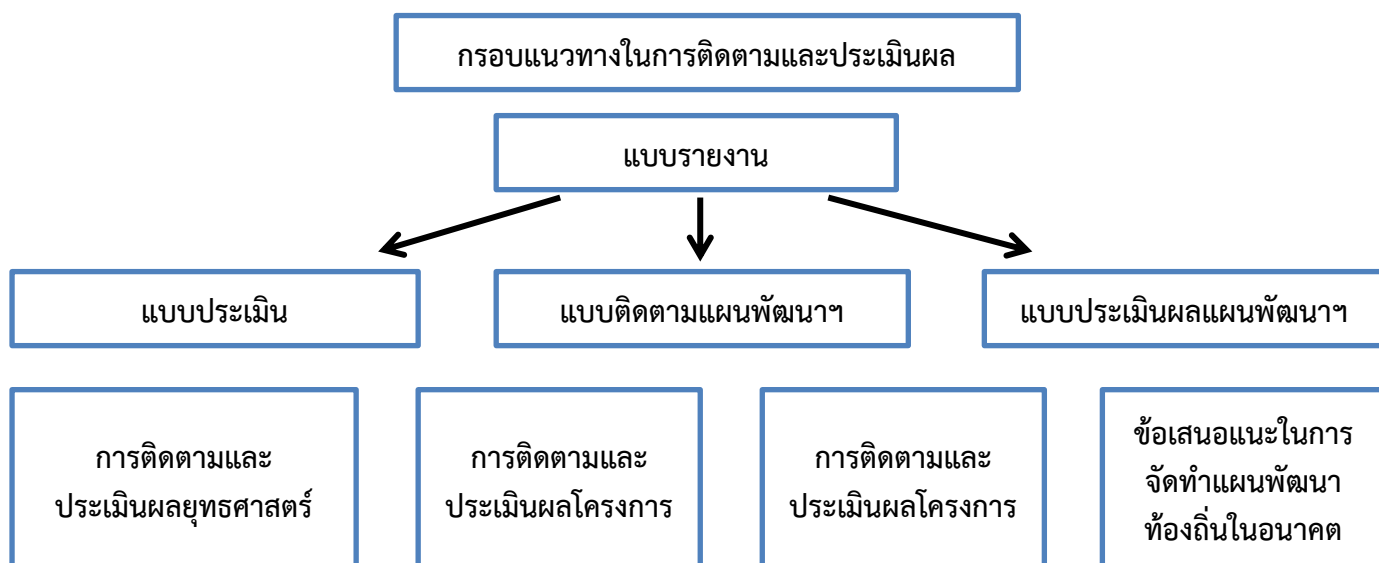 กรอบแนวทางในการติดตามและประเมินผล
แบบรายงาน
แบบประเมิน
แบบติดตามแผนพัฒนาฯ
แบบประเมินผลแผนพัฒนาฯ
การติดตามและ
ประเมินผลยุทธศาสตร์
การติดตามและ
ประเมินผลโครงการ
การติดตามและ
ประเมินผลโครงการ
ข้อเสนอแนะในการ
จัดทำแผนพัฒนา
ท้องถิ่นในอนาคต